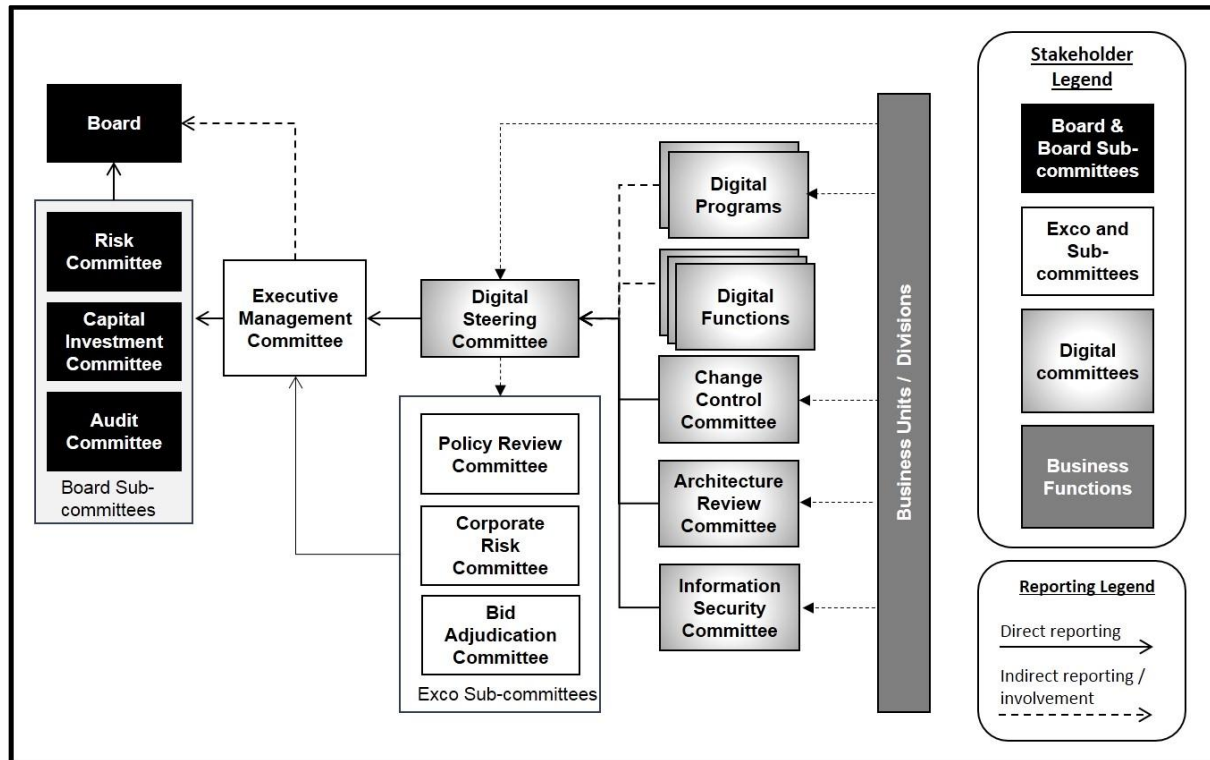 Board
Risk
Committee
Capital
Investment
Committee
Audit
Committee
Board Sub-
committees
Executive
Management
Committee
Digital
Steering
Committee
Policy Review
Committee
Corporate
Risk
Committee
Bid
Adjudication
Committee
Exco Sub-committees
Digital
Programs
Digital
Functions
Change
Control
Committee
Architecture
Review
Committee
Information
Security
Committee
Business Units / Divisions
Stakeholder
Legend
Board &
Board Sub-
committees
Exco and
Sub-
committees
Digital
committees
Business
Functions
Reporting Legend
Direct reporting
Indirect reporting /
involvement